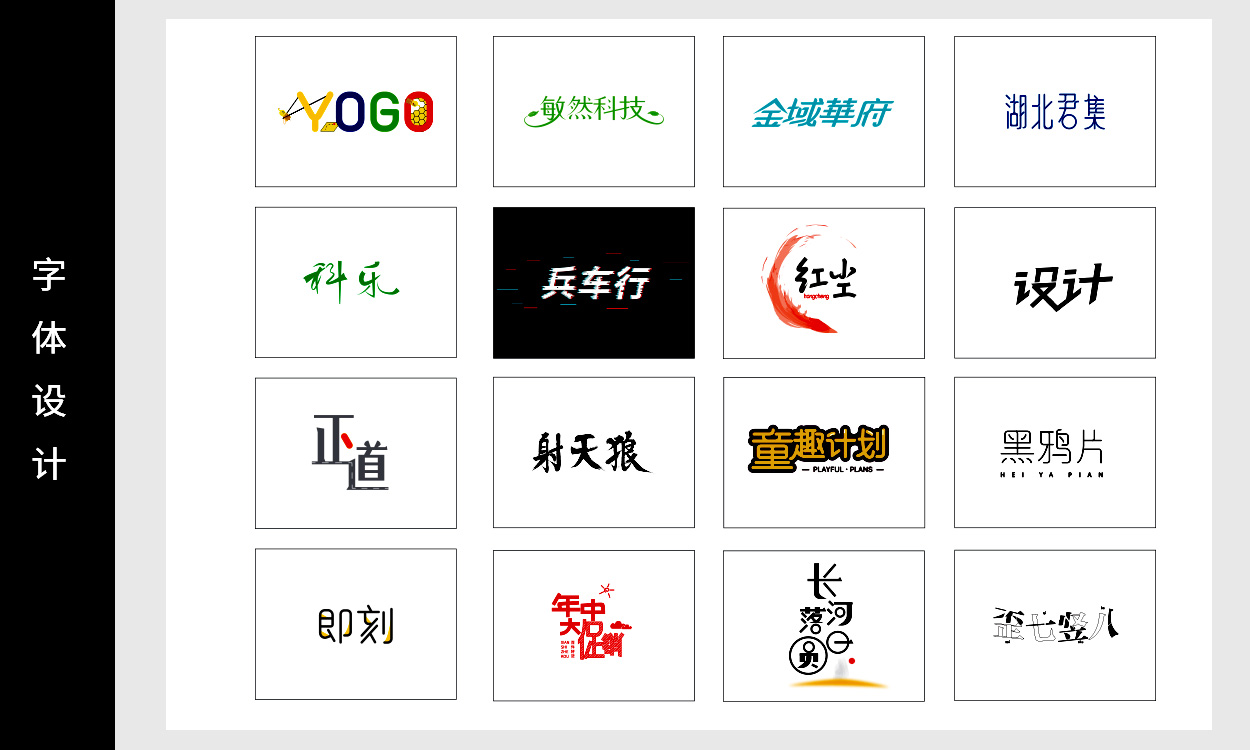 字体设计
YOGO
敏然科技
金域華府
湖北君集
科乐
兵车行
红尘
hongcheng
设计
正道
射天狼
童趣计划
PLAYFUL·PLANS
黑鸦片
HEI YA PIAN
即刻
年中
大促
长
河
落
日
圆
歪七竖八